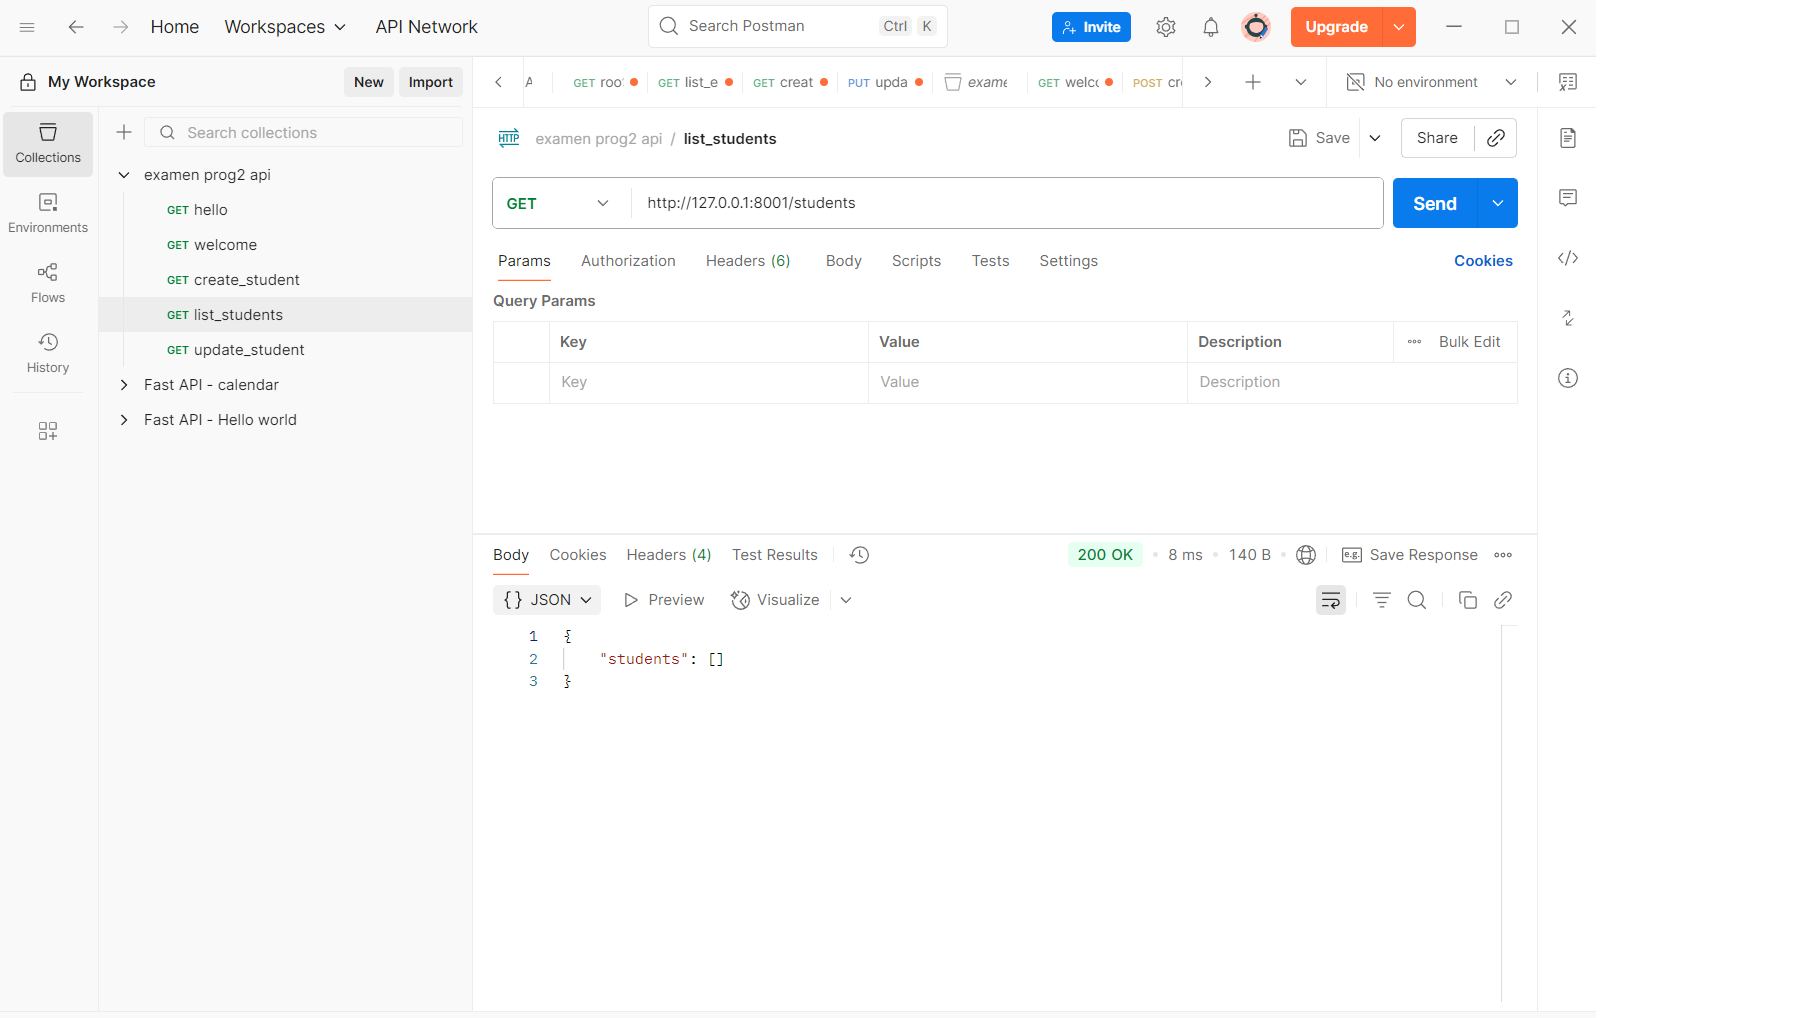 Home Workspaces API Network Search Postman Ctrl K Invite Upgrade
My Workspace New Import
GET roo GET list_e GET creat PUT upda exame GET welcc POST cre No environment
Collections
Environments
Flows
History
Search collections
examen prog2 api
GET hello
GET welcome
GET create_student
GET list_students
GET update_student
Fast API - calendar
Fast API - Hello world
HTTP examen prog2 api / list_students Save Share
GET http://127.0.0.1:8001/students Send
Params Authorization Headers (6) Body Scripts Tests Settings Cookies
Query Params
Key Value Description Bulk Edit
Key Value Description
Body Cookies Headers (4) Test Results 200 OK 8 ms 140 B e.g. Save Response
{} JSON Preview Visualize
1 {
2 "students": []
3 }